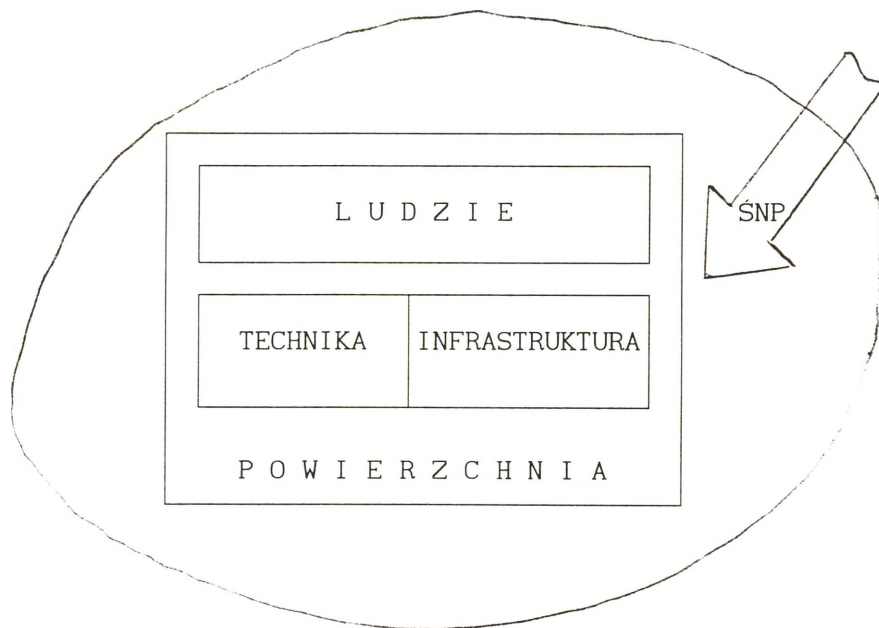 LUDZIE
ŚNP
TECHNIKA
INFRASTRUKTURA
POWIERZCHNIA